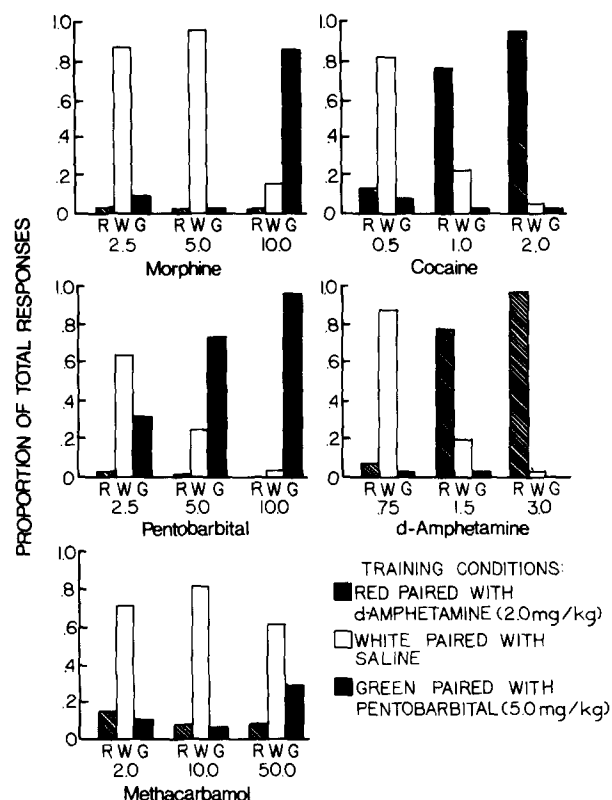 PROPORTION OF TOTAL RESPONSES
1.0
.8
.6
.4
.2
0
R W G R W G R W G
2.5 5.0 10.0
Morphine
1.0
.8
.6
.4
.2
0
R W G R W G R W G
0.5 1.0 2.0
Cocaine
1.0
.8
.6
.4
.2
0
R W G R W G R W G
2.5 5.0 10.0
Pentobarbital
1.0
.8
.6
.4
.2
0
R W G R W G R W G
.75 1.5 3.0
d-Amphetamine
1.0
.8
.6
.4
.2
0
R W G R W G R W G
2.0 10.0 50.0
Methacarbamol
TRAINING CONDITIONS:
RED PAIRED WITH
d-AMPHETAMINE (2.0mg/kg)
WHITE PAIRED WITH
SALINE
GREEN PAIRED WITH
PENTOBARBITAL (5.0mg/kg)